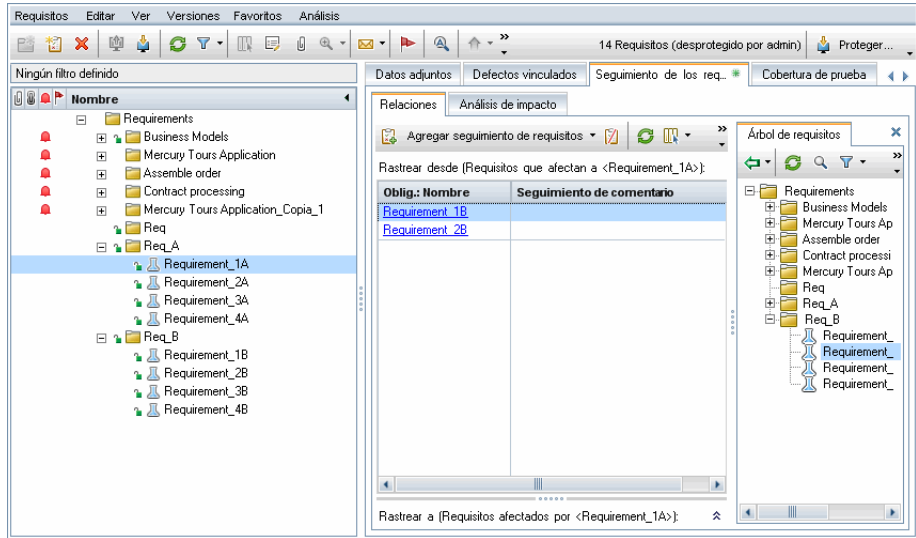 Requisitos Editar Ver Versiones Favoritos Análisis
14 Requisitos (desprotegido por admin) Proteger...
Ningún filtro definido
Nombre
Requirements
Business Models
Mercury Tours Application
Assemble order
Contract processing
Mercury Tours Application_Copia_1
Req
Req_A
Requirement_1A
Requirement_2A
Requirement_3A
Requirement_4A
Req_B
Requirement_1B
Requirement_2B
Requirement_3B
Requirement_4B
Datos adjuntos Defectos vinculados Seguimiento de los req... Cobertura de prueba
Relaciones Análisis de impacto
Agregar seguimiento de requisitos
Rastrear desde (Requisitos que afectan a <Requirement_1A>):
Oblig.: Nombre Seguimiento de comentario
Requirement_1B
Requirement_2B
Rastrear a (Requisitos afectados por <Requirement_1A>):
Árbol de requisitos
Requirements
Business Models
Mercury Tours Ap
Assemble order
Contract processi
Mercury Tours Ap
Req
Req_A
Req_B
Requirement_
Requirement_
Requirement_
Requirement_